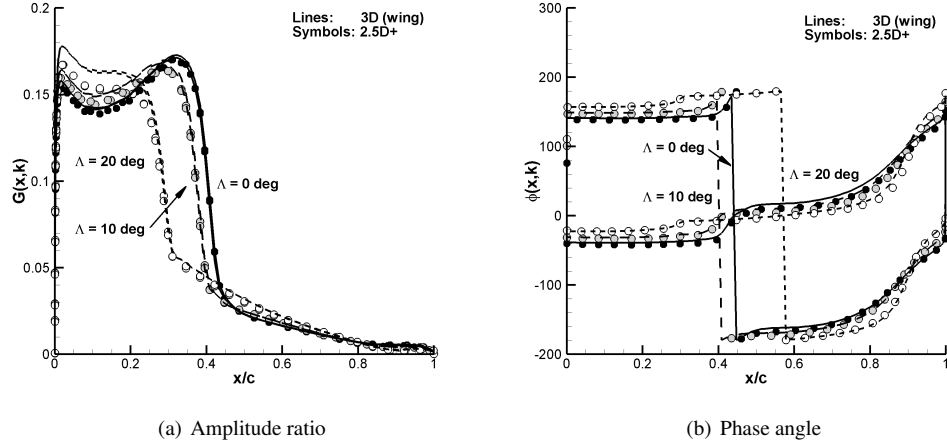 Lines: 3D (wing)
Symbols: 2.5D+
G(x,k)
0.2
0.15
0.1
0.05
0
Λ = 20 deg
Λ = 0 deg
Λ = 10 deg
0 0.2 0.4 0.6 0.8 1
x/c
(a) Amplitude ratio
Lines: 3D (wing)
Symbols: 2.5D+
ϕ(x,k)
300
200
100
0
-100
-200
Λ = 0 deg
Λ = 20 deg
Λ = 10 deg
0 0.2 0.4 0.6 0.8 1
x/c
(b) Phase angle